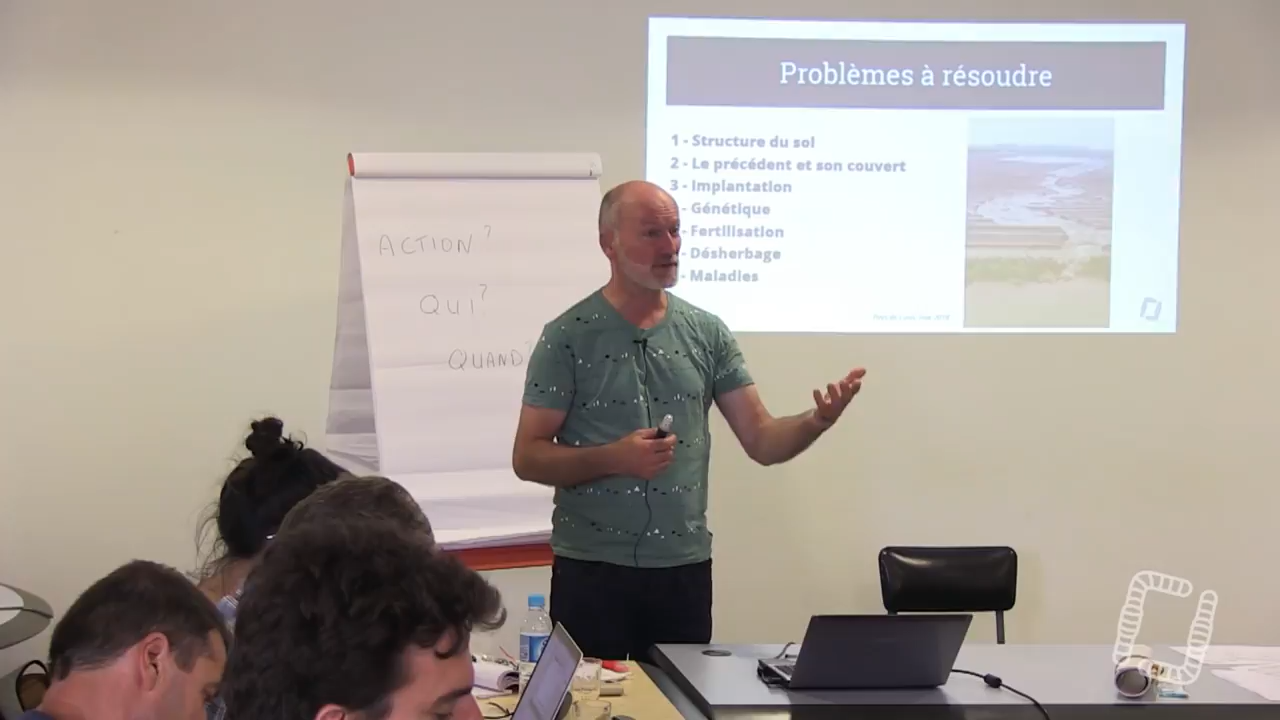 Problèmes à résoudre
1 - Structure du sol
2 - Le précédent et son couvert
3 - Implantation
- Génétique
- Fertilisation
- Désherbage
- Maladies
ACTION?
QUI?
QUAND?